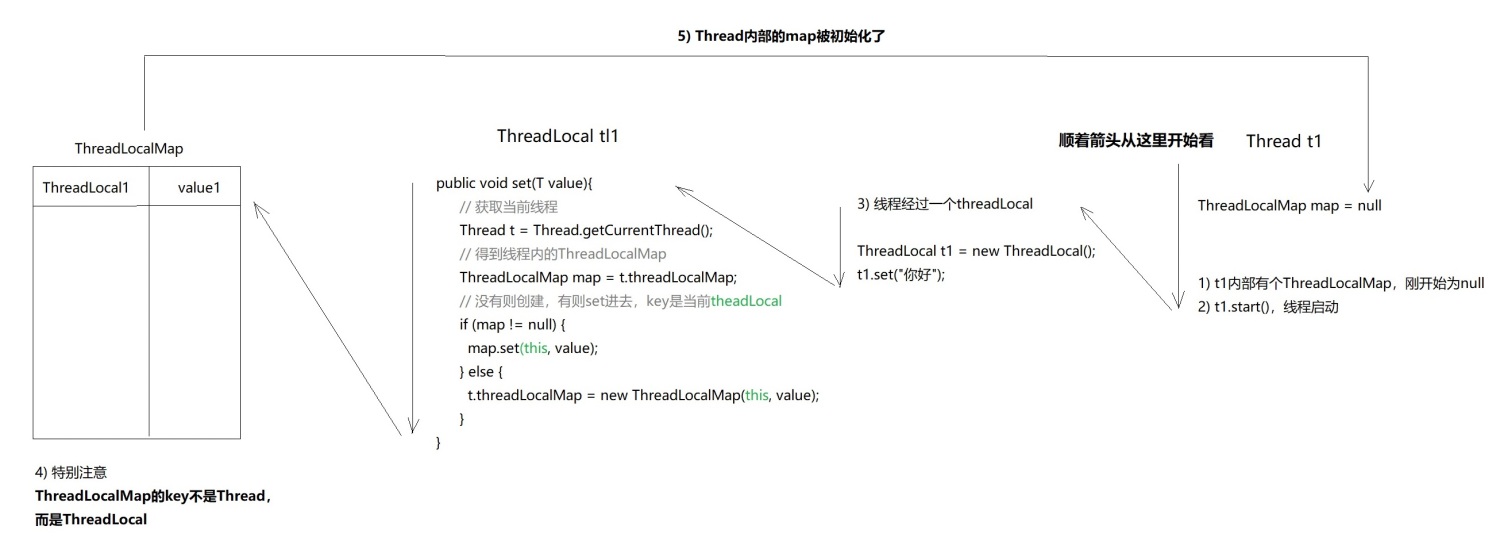 5) Thread内部的map被初始化了
ThreadLocalMap
ThreadLocal1
value1
ThreadLocal tl1
public void set(T value){
// 获取当前线程
Thread t = Thread.getCurrentThread();
// 得到线程内的ThreadLocalMap
ThreadLocalMap map = t.threadLocalMap;
// 没有则创建，有则set进去，key是当前theadLocal
if (map != null) {
map.set(this, value);
} else {
t.threadLocalMap = new ThreadLocalMap(this, value);
}
}
3) 线程经过一个threadLocal
ThreadLocal t1 = new ThreadLocal();
t1.set("你好");
顺着箭头从这里开始看
Thread t1
ThreadLocalMap map = null
1) t1内部有个ThreadLocalMap，刚开始为null
2) t1.start()，线程启动
4) 特别注意
ThreadLocalMap的key不是Thread，
而是ThreadLocal